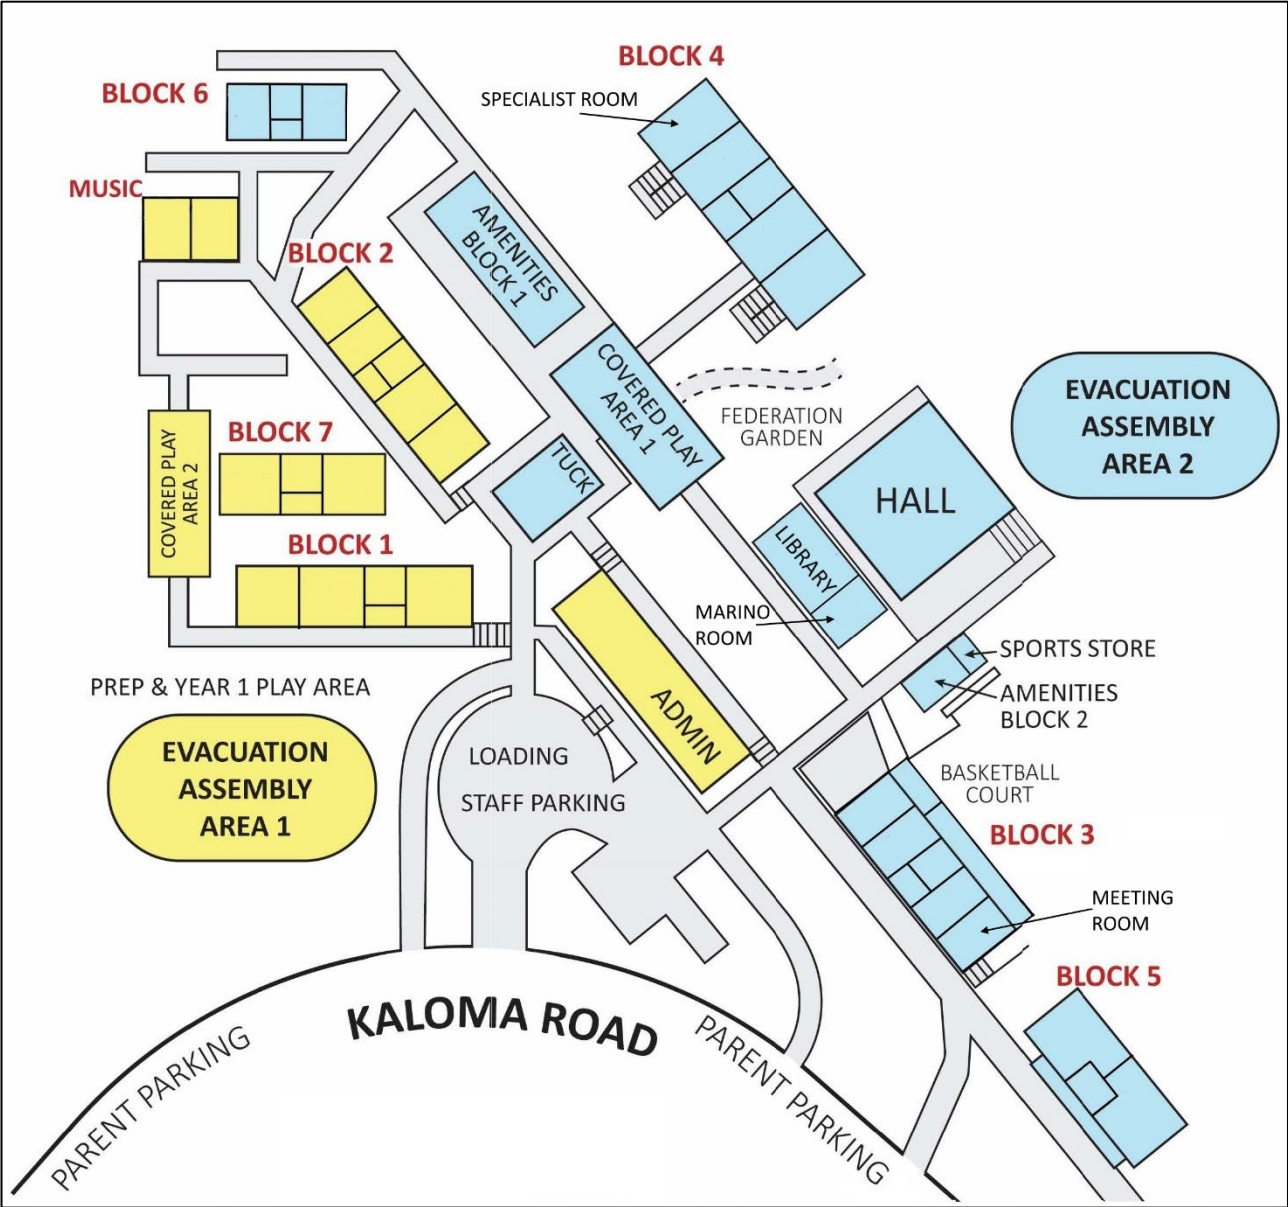 BLOCK 4
BLOCK 6
SPECIALIST ROOM
MUSIC
AMENITIES
BLOCK 1
BLOCK 2
COVERED PLAY
AREA 1
EVACUATION
ASSEMBLY
AREA 2
FEDERATION
GARDEN
BLOCK 7
TUCK
COVERED PLAY
AREA 2
HALL
BLOCK 1
LIBRARY
MARINO
ROOM
SPORTS STORE
PREP & YEAR 1 PLAY AREA
AMENITIES
BLOCK 2
ADMIN
EVACUATION
ASSEMBLY
AREA 1
LOADING
STAFF PARKING
BASKETBALL
COURT
BLOCK 3
MEETING
ROOM
BLOCK 5
KALOMA ROAD
PARENT PARKING
PARENT PARKING